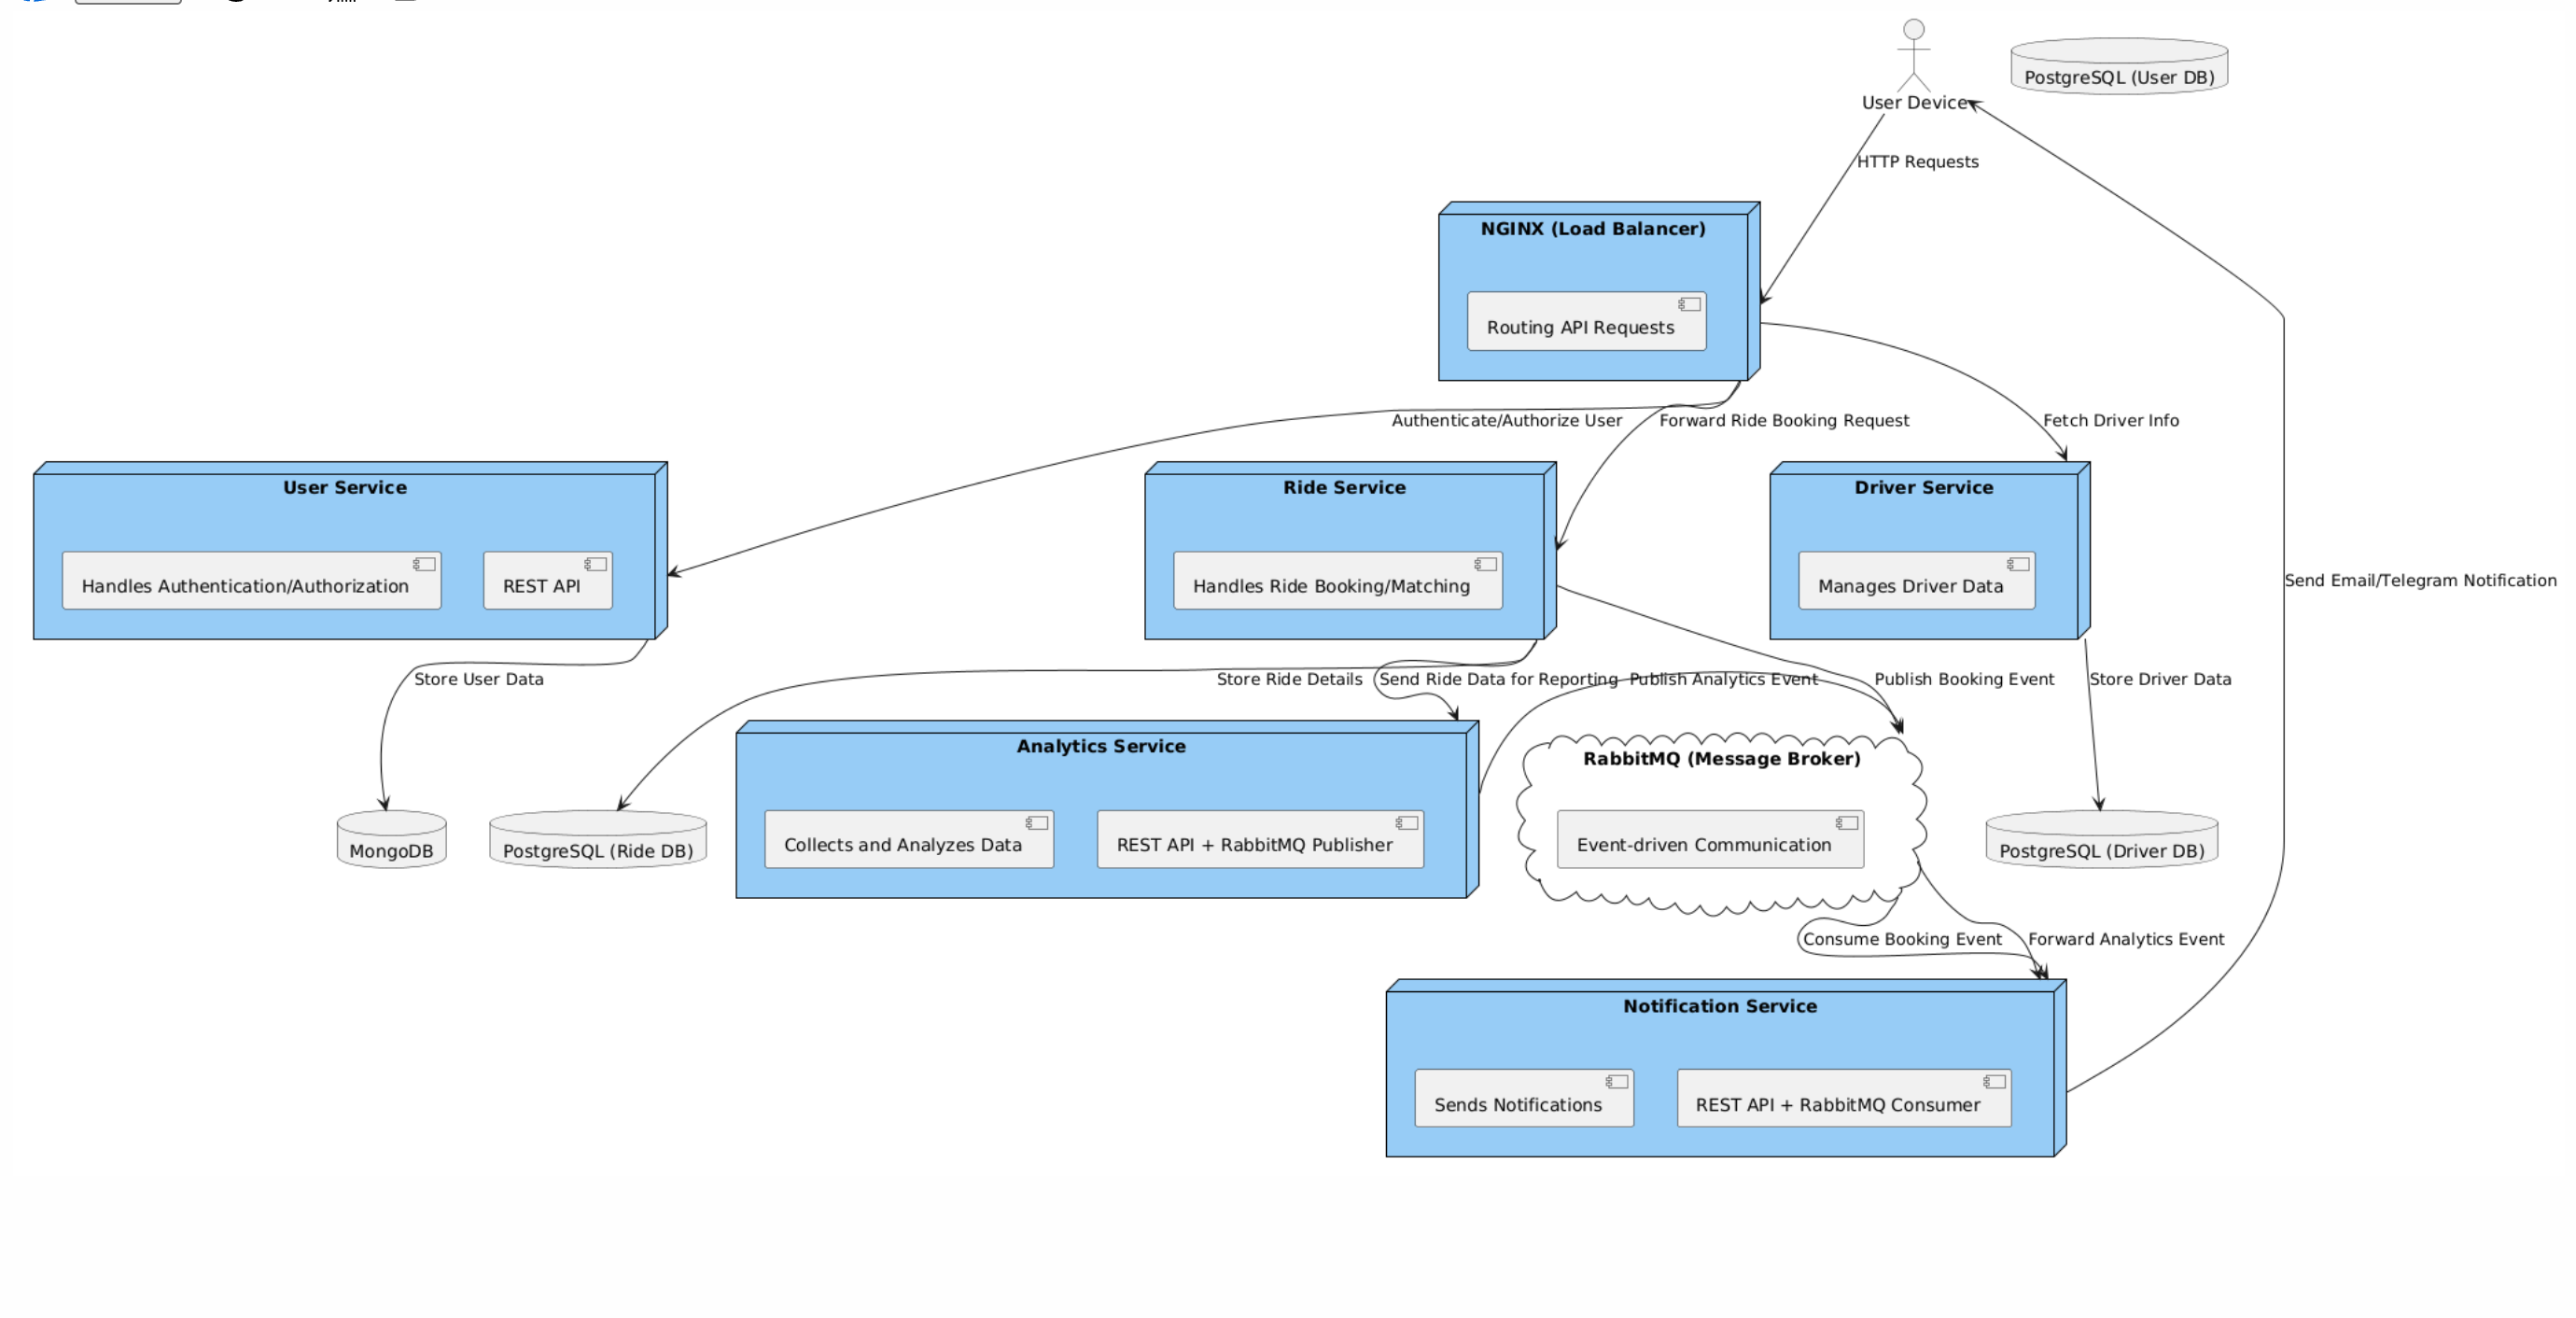 User Device
PostgreSQL (User DB)
HTTP Requests
NGINX (Load Balancer)
Routing API Requests
Authenticate/Authorize User
Forward Ride Booking Request
Fetch Driver Info
User Service
Handles Authentication/Authorization
REST API
Ride Service
Handles Ride Booking/Matching
Driver Service
Manages Driver Data
Send Email/Telegram Notification
Store User Data
Store Ride Details
Send Ride Data for Reporting
Publish Analytics Event
Publish Booking Event
Store Driver Data
MongoDB
PostgreSQL (Ride DB)
Analytics Service
Collects and Analyzes Data
REST API + RabbitMQ Publisher
RabbitMQ (Message Broker)
Event-driven Communication
PostgreSQL (Driver DB)
Consume Booking Event
Forward Analytics Event
Notification Service
Sends Notifications
REST API + RabbitMQ Consumer